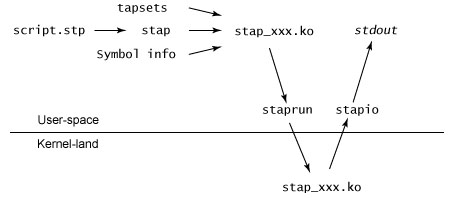 tapsets
script.stp stap stap_xxx.ko stdout
Symbol info
staprun stapio
User-space
Kernel-land
stap_xxx.ko